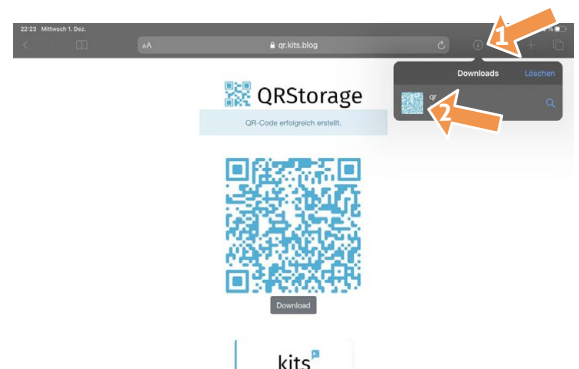 22:23 Mittwoch 1. Dez.
AA
qr.kits.blog
1
Downloads
Löschen
qr
2
QRStorage
QR-Code erfolgreich erstellt.
Download
kits